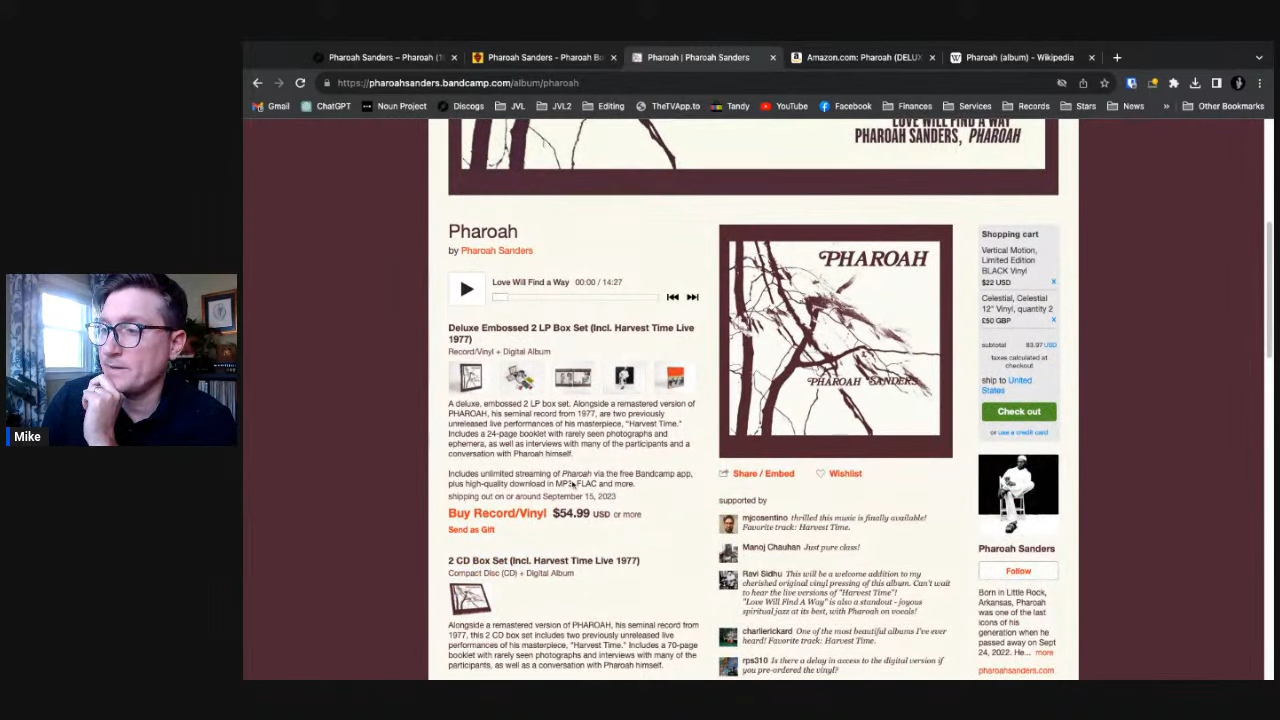 Pharoah Sanders – Pharoah (1
Pharoah Sanders - Pharoah Bo
Pharoah | Pharoah Sanders
Amazon.com: Pharoah (DELUX
Pharoah (album) - Wikipedia
https://pharoahsanders.bandcamp.com/album/pharoah
Gmail
ChatGPT
Noun Project
Discogs
JVL
JVL2
Editing
TheTVApp.to
Tandy
YouTube
Facebook
Finances
Services
Records
Stars
News
»
Other Bookmarks
LOVE WILL FIND A WAY
PHAROAH SANDERS, PHAROAH
Pharoah
by Pharoah Sanders
Love Will Find a Way 00:00 / 14:27
Deluxe Embossed 2 LP Box Set (Incl. Harvest Time Live
1977)
Record/Vinyl + Digital Album
A deluxe, embossed 2 LP box set. Alongside a remastered version of
PHAROAH, his seminal record from 1977, are two previously
unreleased live performances of his masterpiece, "Harvest Time."
Includes a 24-page booklet with rarely seen photographs and
ephemera, as well as interviews with many of the participants and a
conversation with Pharoah himself.
Includes unlimited streaming of Pharoah via the free Bandcamp app,
plus high-quality download in MP3, FLAC and more.
shipping out on or around September 15, 2023
Buy Record/Vinyl $54.99 USD or more
Send as Gift
2 CD Box Set (Incl. Harvest Time Live 1977)
Compact Disc (CD) + Digital Album
Alongside a remastered version of PHAROAH, his seminal record from
1977, this 2 CD box set includes two previously unreleased live
performances of his masterpiece, "Harvest Time." Includes a 70-page
booklet with rarely seen photographs and interviews with many of the
participants, as well as a conversation with Pharoah himself.
PHAROAH
PHAROAH SANDERS
Share / Embed
Wishlist
supported by
mjcosentino thrilled this music is finally available!
Favorite track: Harvest Time.
Manoj Chauhan Just pure class!
Ravi Sidhu This will be a welcome addition to my
cherished original vinyl pressing of this album. Can't wait
to hear the live versions of "Harvest Time"!
"Love Will Find A Way" is also a standout - joyous
spiritual jazz at its best, with Pharoah on vocals!
charlierickard One of the most beautiful albums I've ever
heard! Favorite track: Harvest Time.
rps310 Is there a delay in access to the digital version if
you pre-ordered the vinyl?
Shopping cart
Vertical Motion,
Limited Edition
BLACK Vinyl
$22 USD x
Celestial, Celestial
12" Vinyl, quantity 2
£50 GBP x
subtotal 83.97 USD
taxes calculated at
checkout
ship to United
States
Check out
or use a credit card
Pharoah Sanders
Follow
Born in Little Rock,
Arkansas, Pharoah
was one of the last
icons of his
generation when he
passed away on Sept
24, 2022. He... more
pharoahsanders.com
Mike